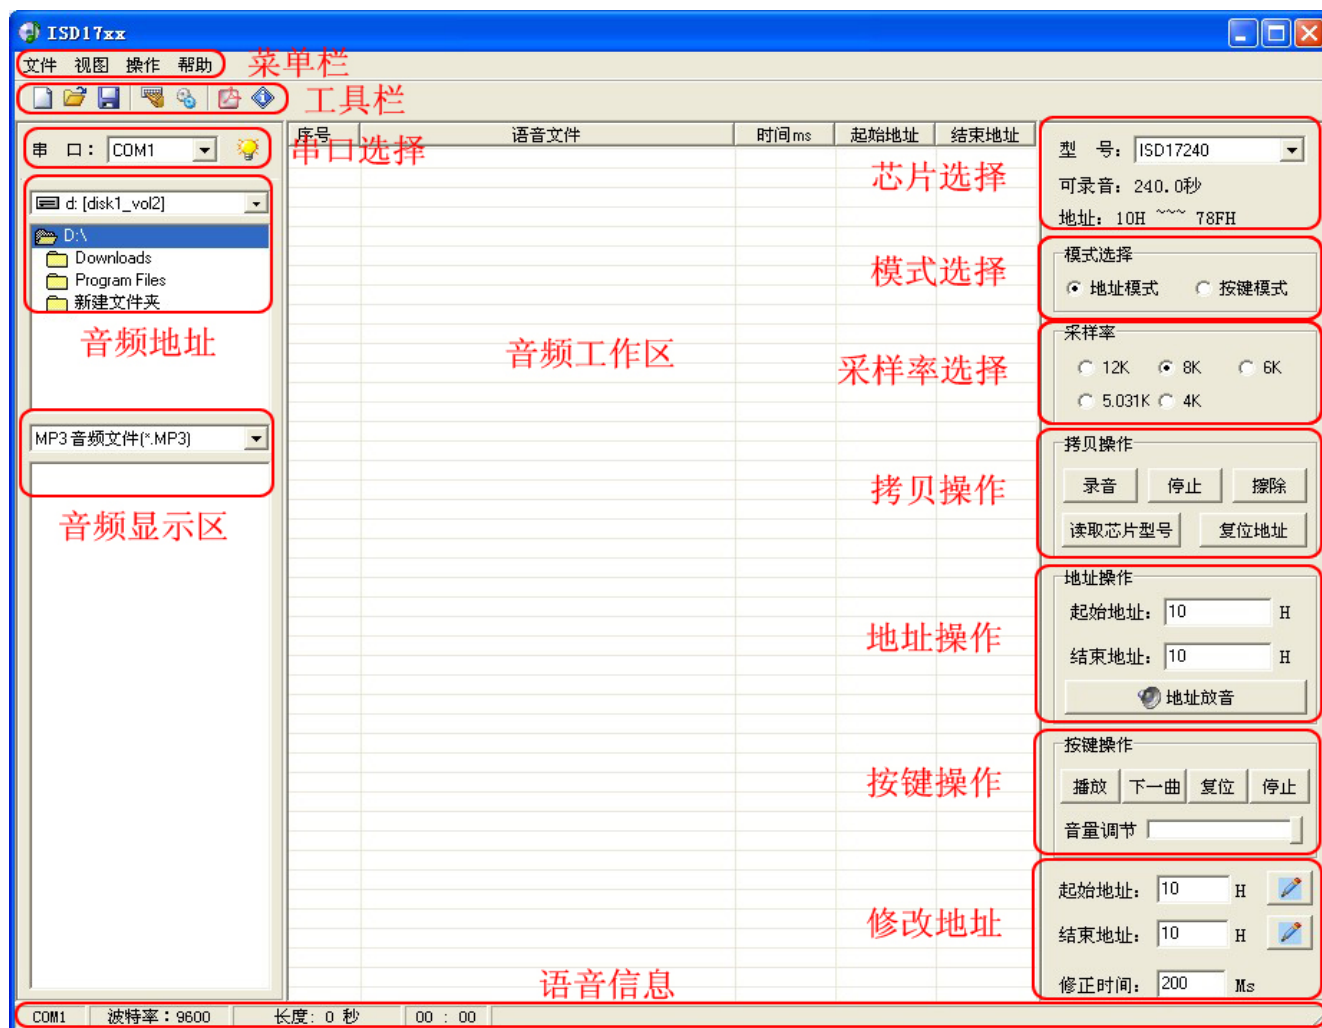 ISD17xx
文件 视图 操作 帮助 菜单栏
工具栏
串 口: COM1 串口选择
序号 语音文件 时间ms 起始地址 结束地址
d: [disk1_vol2]
D:\
Downloads
Program Files
新建文件夹
音频地址
MP3 音频文件(*.MP3)
音频显示区
音频工作区
芯片选择
型 号: ISD17240
可录音: 240.0秒
地址: 10H ~~~ 78FH
模式选择
模式选择
地址模式 按键模式
采样率选择
采样率
12K 8K 6K
5.031K 4K
拷贝操作
拷贝操作
录音 停止 擦除
读取芯片型号 复位地址
地址操作
地址操作
起始地址: 10 H
结束地址: 10 H
地址放音
按键操作
按键操作
播放 下一曲 复位 停止
音量调节
修改地址
起始地址: 10 H
结束地址: 10 H
修正时间: 200 Ms
语音信息
COM1 波特率:9600 长度: 0 秒 00 : 00